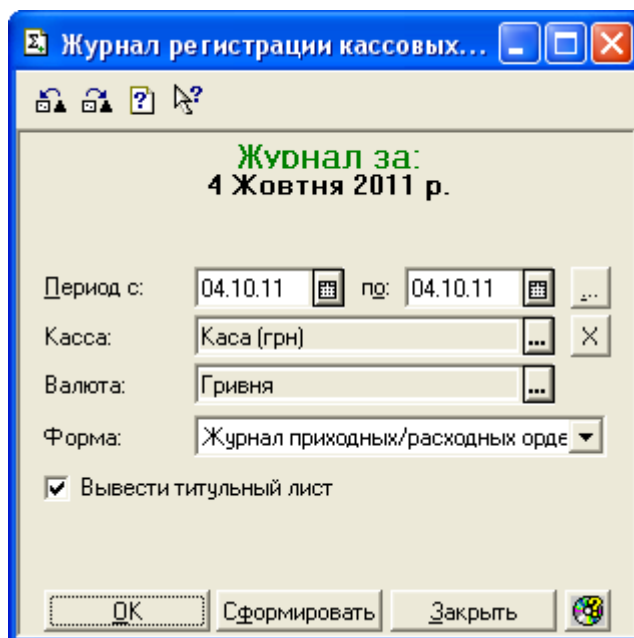 Журнал регистрации кассовых...
Журнал за:
4 Жовтня 2011 р.
Период с: 04.10.11 по: 04.10.11 ...
Касса: Каса (грн) ... X
Валюта: Гривня ...
Форма: Журнал приходных/расходных орде
Вывести титульный лист
OK Сформировать Закрыть